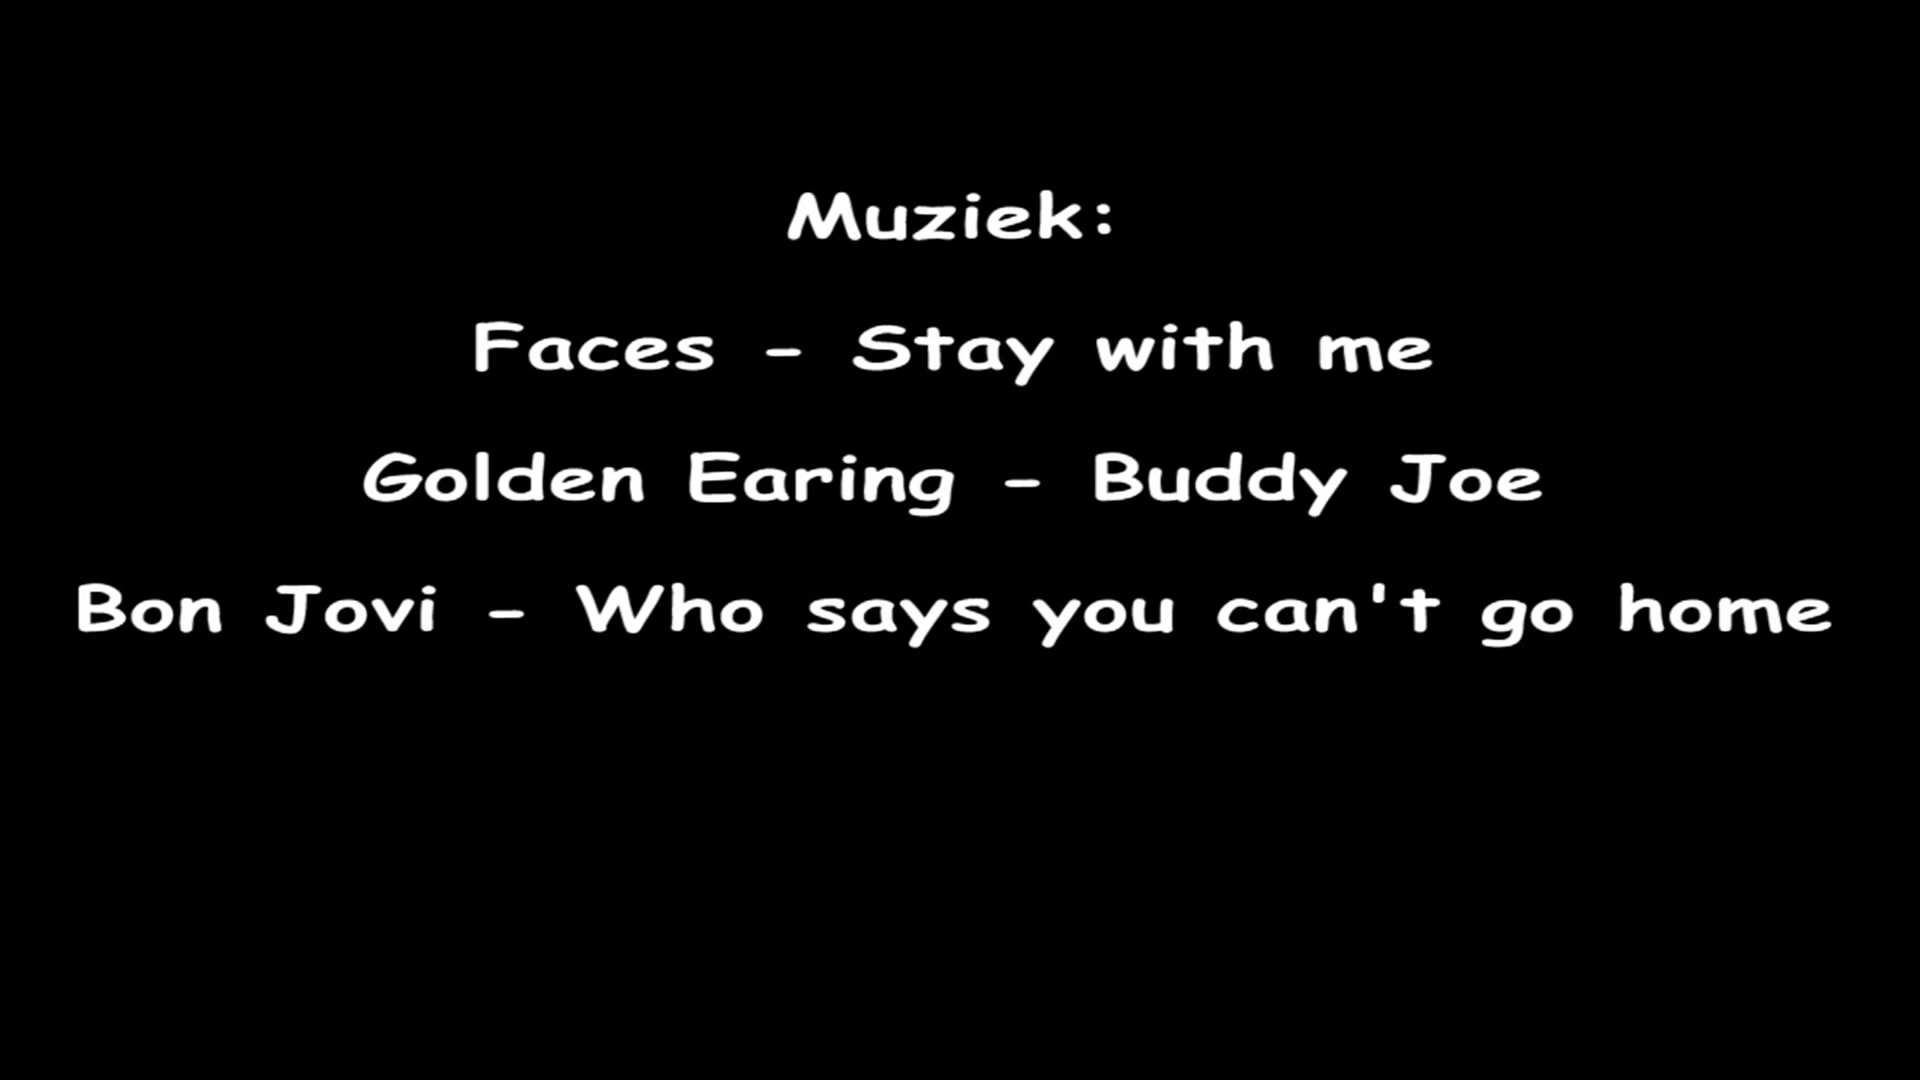 Muziek:
Faces - Stay with me
Golden Earing - Buddy Joe
Bon Jovi - Who says you can't go home